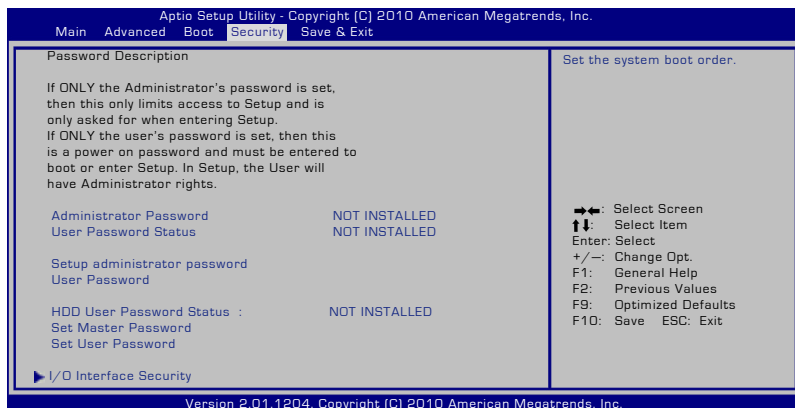 Aptio Setup Utility - Copyright (C) 2010 American Megatrends, Inc.
Main Advanced Boot Security Save & Exit
Password Description
If ONLY the Administrator's password is set,
then this only limits access to Setup and is
only asked for when entering Setup.
If ONLY the user's password is set, then this
is a power on password and must be entered to
boot or enter Setup. In Setup, the User will
have Administrator rights.
Administrator Password NOT INSTALLED
User Password Status NOT INSTALLED
Setup administrator password
User Password
HDD User Password Status : NOT INSTALLED
Set Master Password
Set User Password
I/O Interface Security
Set the system boot order.
→←: Select Screen
↑↓: Select Item
Enter: Select
+/—: Change Opt.
F1: General Help
F2: Previous Values
F9: Optimized Defaults
F10: Save ESC: Exit
Version 2.01.1204. Copyright (C) 2010 American Megatrends, Inc.